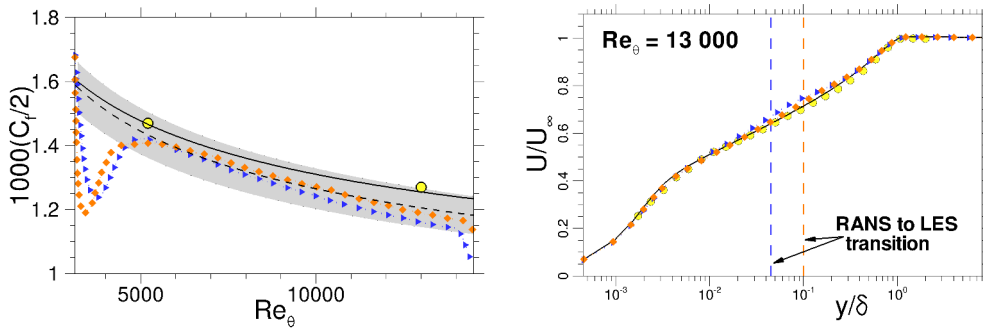 1.8
1.6
1.4
1.2
1
1000(C_f/2)
5000
10000
Re_θ
Re_θ = 13 000
1
0.8
0.6
0.4
0.2
0
U/U_∞
RANS to LES
transition
10^-3
10^-2
10^-1
10^0
y/δ